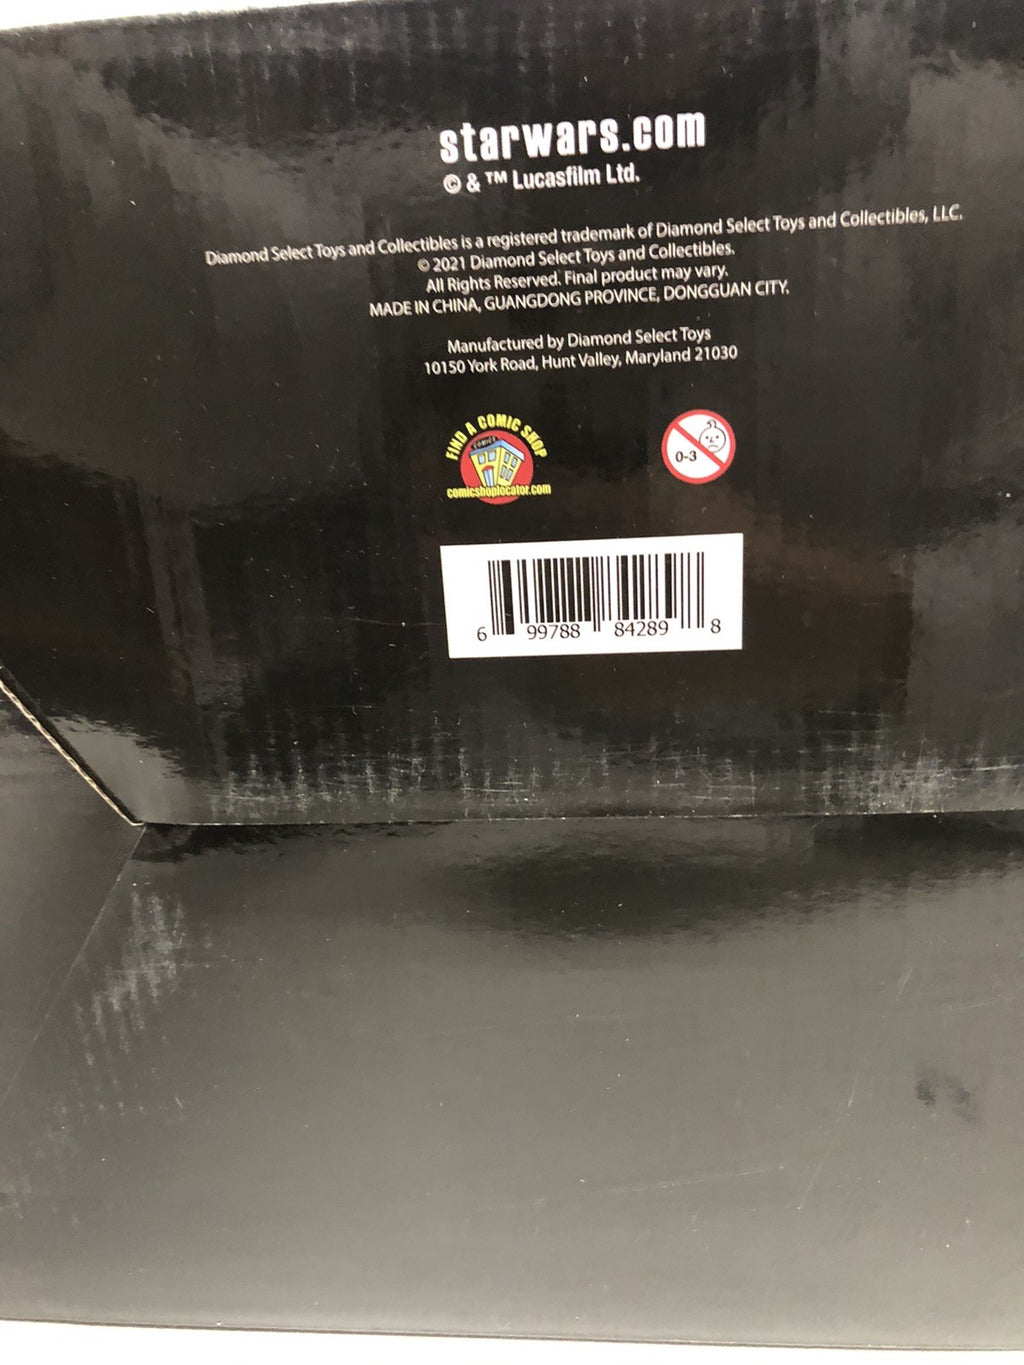 starwars.com
© & ™ Lucasfilm Ltd.
Diamond Select Toys and Collectibles is a registered trademark of Diamond Select Toys and Collectibles, LLC.
© 2021 Diamond Select Toys and Collectibles.
All Rights Reserved. Final product may vary.
MADE IN CHINA, GUANGDONG PROVINCE, DONGGUAN CITY.
Manufactured by Diamond Select Toys
10150 York Road, Hunt Valley, Maryland 21030
FIND A COMIC SHOP
COMICS
comicshoplocator.com
0-3
6 99788 84289 8